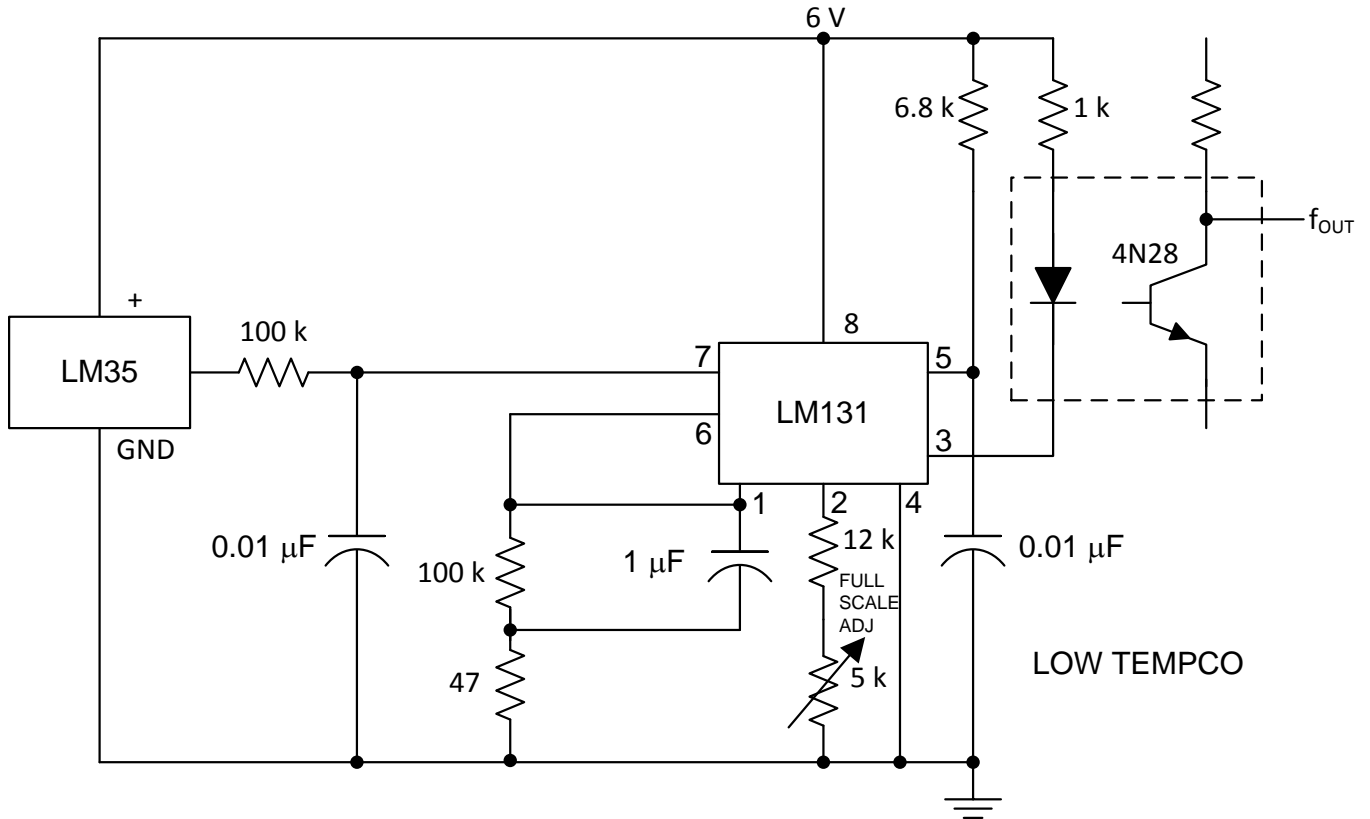 6 V
6.8 k
1 k
fOUT
4N28
+
LM35
GND
100 k
7
8
5
LM131
6
3
1
2
4
0.01 μF
100 k
1 μF
12 k
0.01 μF
FULL
SCALE
ADJ
5 k
47
LOW TEMPCO